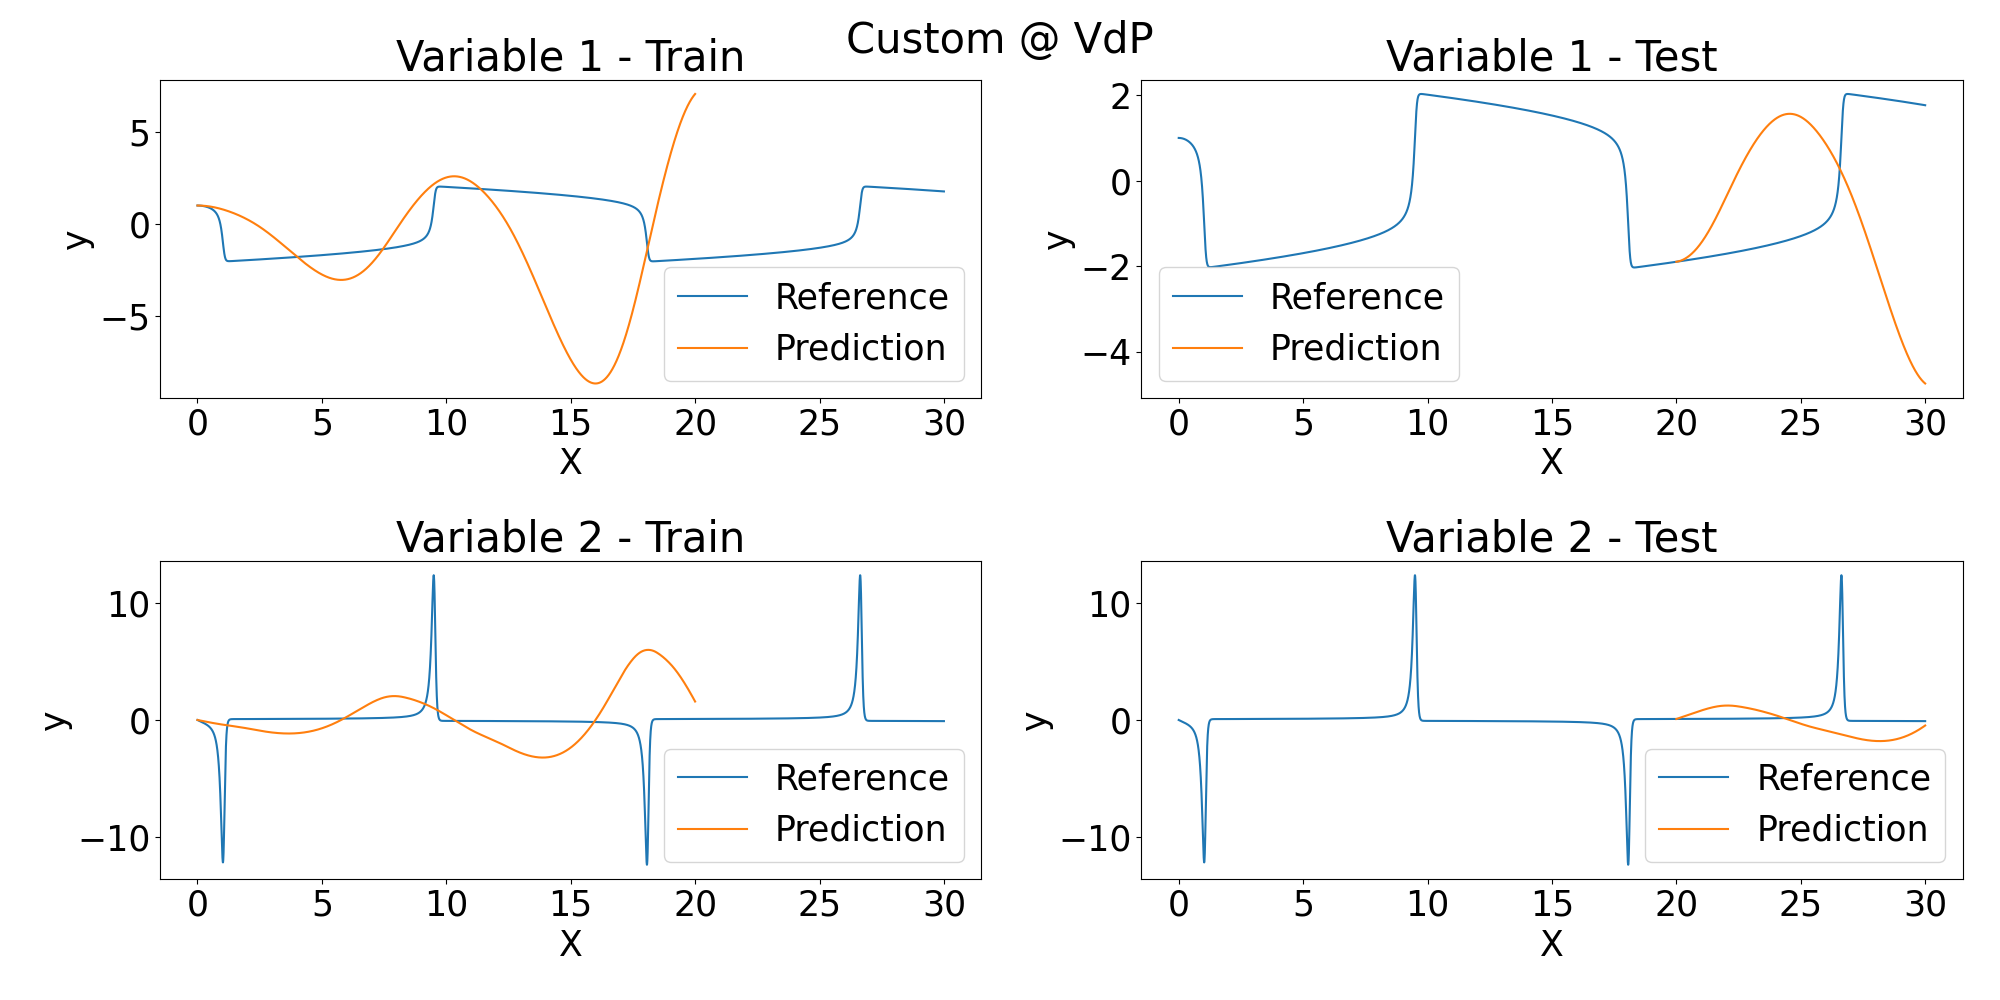 Custom @ VdP
Variable 1 - Train
5
0
−5
y
0 5 10 15 20 25 30
X
Reference
Prediction
Variable 1 - Test
2
0
−2
−4
y
0 5 10 15 20 25 30
X
Reference
Prediction
Variable 2 - Train
10
0
−10
y
0 5 10 15 20 25 30
X
Reference
Prediction
Variable 2 - Test
10
0
−10
y
0 5 10 15 20 25 30
X
Reference
Prediction